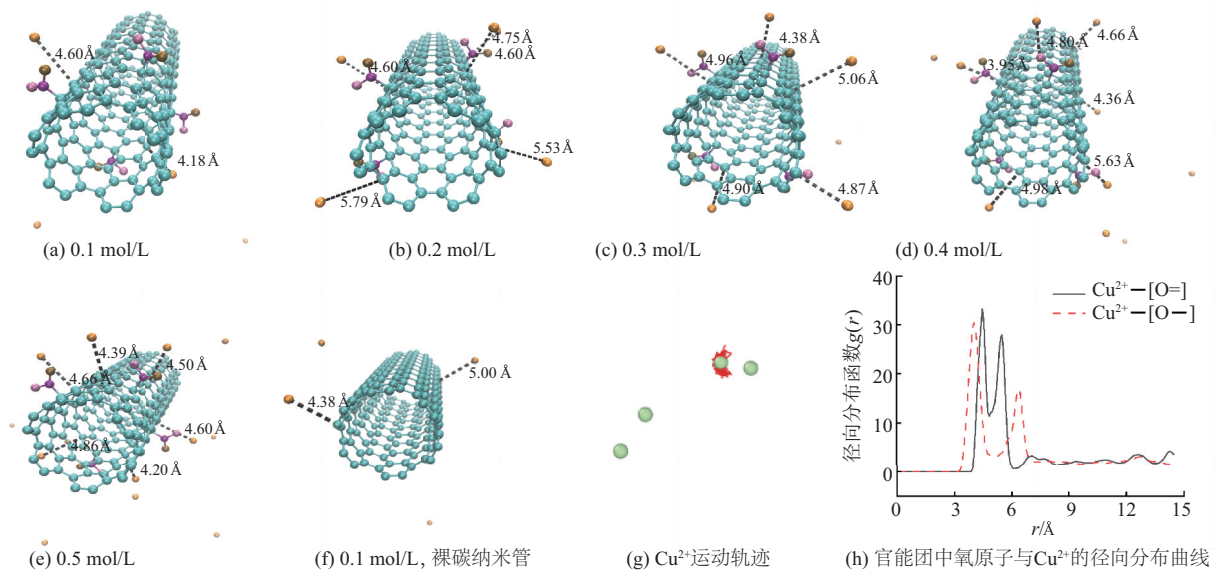 4.60Å
4.18Å
(a) 0.1 mol/L
4.75Å
4.60Å
4.60Å
5.53Å
5.79Å
(b) 0.2 mol/L
4.38Å
4.96Å
5.06Å
4.90Å
4.87Å
(c) 0.3 mol/L
4.66Å
4.80Å
3.95Å
4.36Å
5.63Å
4.98Å
(d) 0.4 mol/L
4.39Å
4.50Å
4.66Å
4.60Å
4.86Å
4.20Å
(e) 0.5 mol/L
5.00Å
4.38Å
(f) 0.1 mol/L, 裸碳纳米管
(g) Cu²⁺运动轨迹
径向分布函数g(r)
40
30
20
10
0
Cu²⁺—[O=]
Cu²⁺—[O—]
0 3 6 9 12 15
r/Å
(h) 官能团中氧原子与Cu²⁺的径向分布曲线